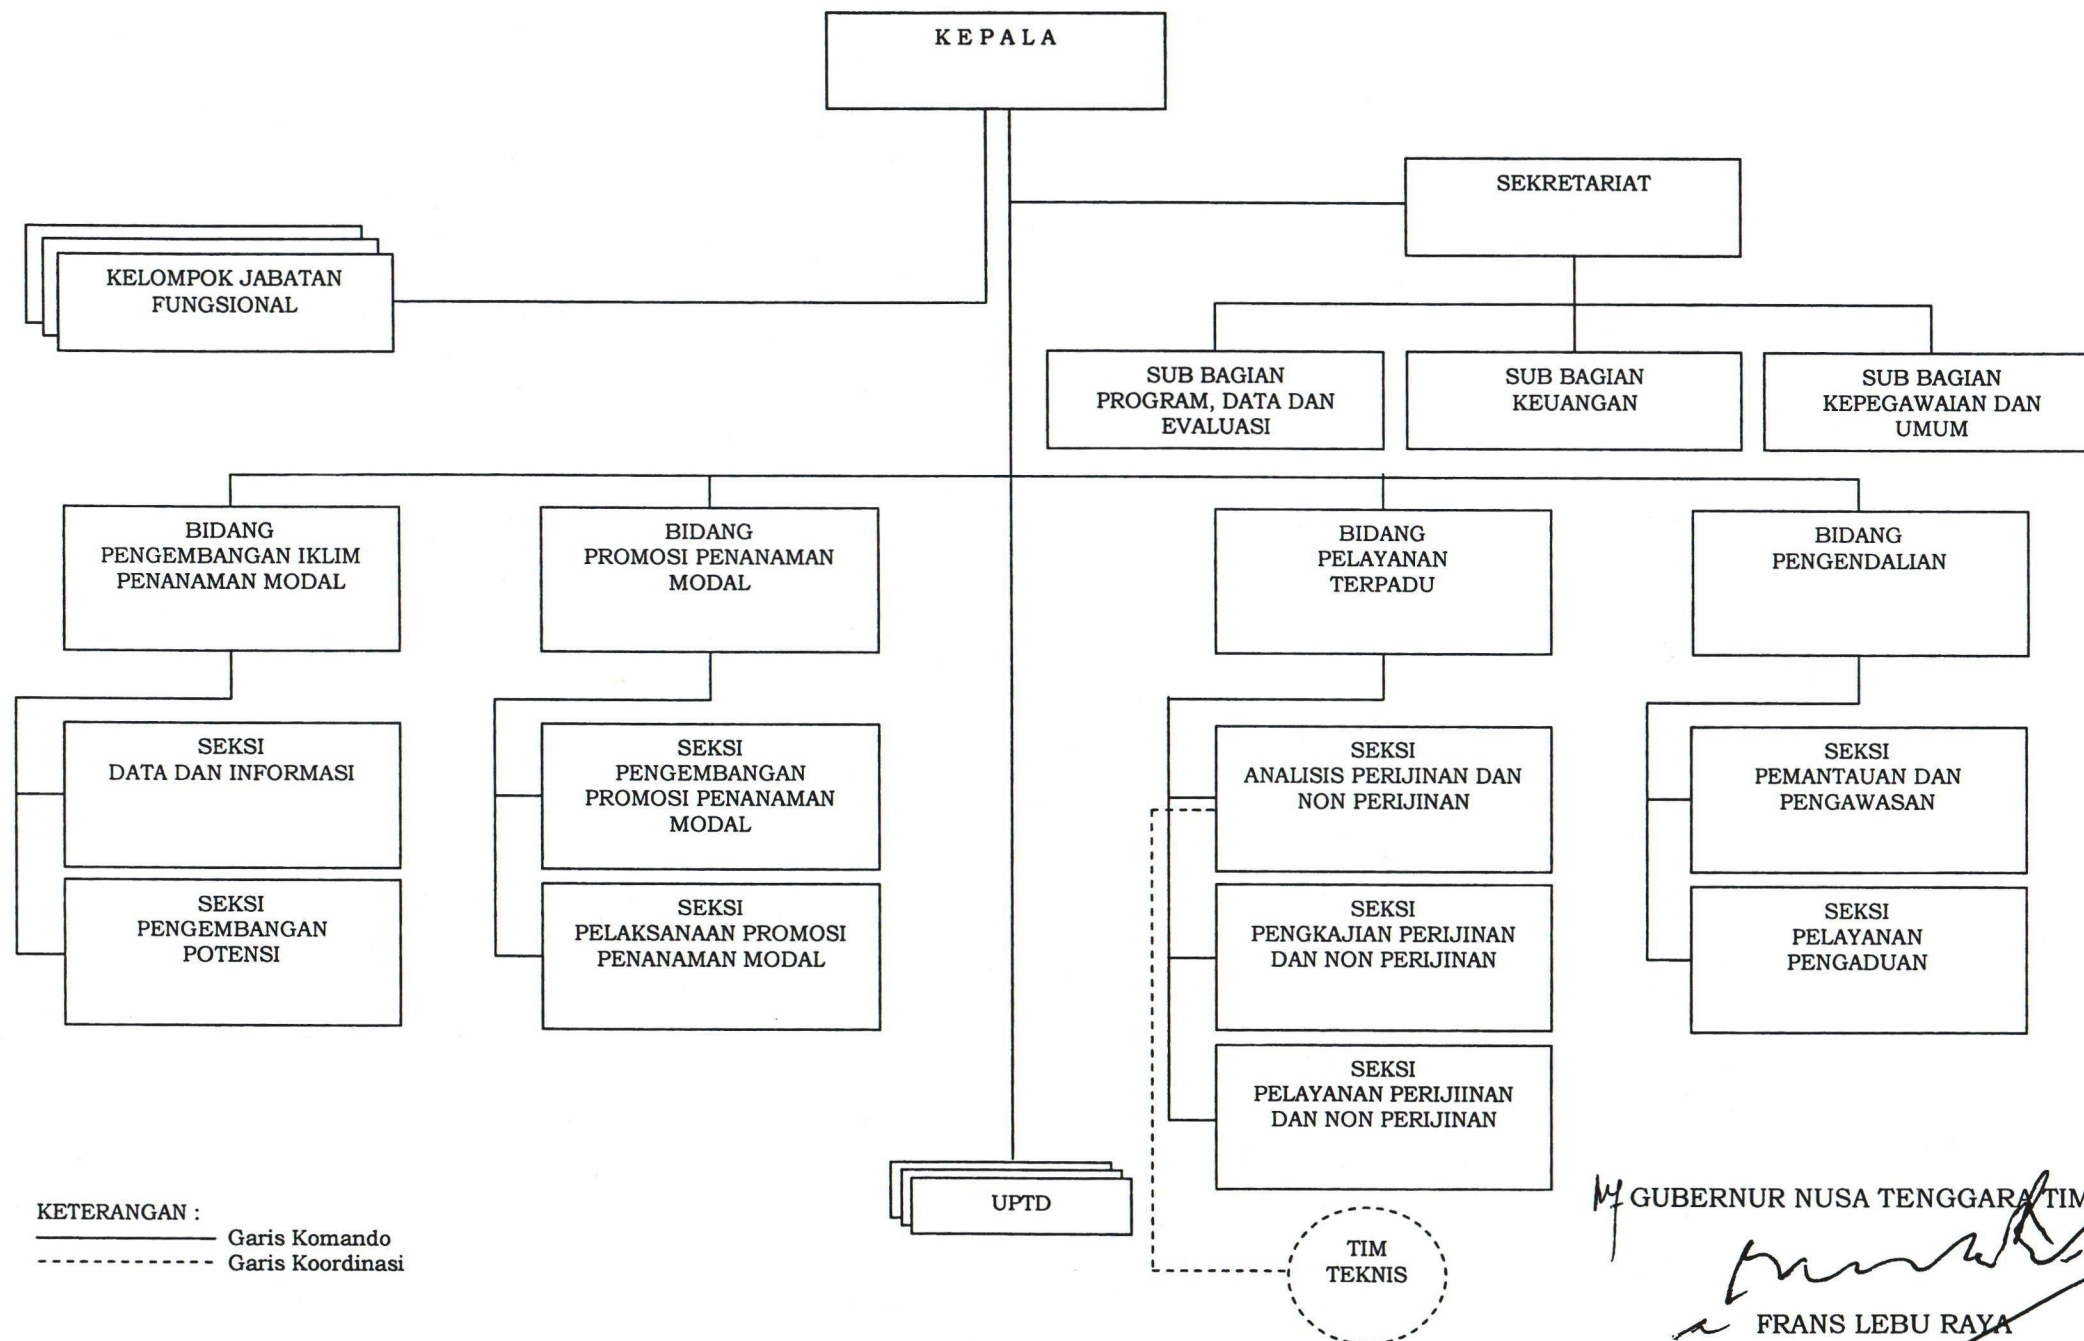 K E P A L A
SEKRETARIAT
KELOMPOK JABATAN
FUNGSIONAL
SUB BAGIAN
PROGRAM, DATA DAN
EVALUASI
SUB BAGIAN
KEUANGAN
SUB BAGIAN
KEPEGAWAIAN DAN
UMUM
BIDANG
PENGEMBANGAN IKLIM
PENANAMAN MODAL
BIDANG
PROMOSI PENANAMAN
MODAL
BIDANG
PELAYANAN
TERPADU
BIDANG
PENGENDALIAN
SEKSI
DATA DAN INFORMASI
SEKSI
PENGEMBANGAN
PROMOSI PENANAMAN
MODAL
SEKSI
ANALISIS PERIJINAN DAN
NON PERIJINAN
SEKSI
PEMANTAUAN DAN
PENGAWASAN
SEKSI
PENGEMBANGAN
POTENSI
SEKSI
PELAKSANAAN PROMOSI
PENANAMAN MODAL
SEKSI
PENGKAJIAN PERIJINAN
DAN NON PERIJINAN
SEKSI
PELAYANAN
PENGADUAN
SEKSI
PELAYANAN PERIJIINAN
DAN NON PERIJINAN
UPTD
KETERANGAN :
Garis Komando
Garis Koordinasi
TIM
TEKNIS
GUBERNUR NUSA TENGGARA TIM
FRANS LEBU RAYA